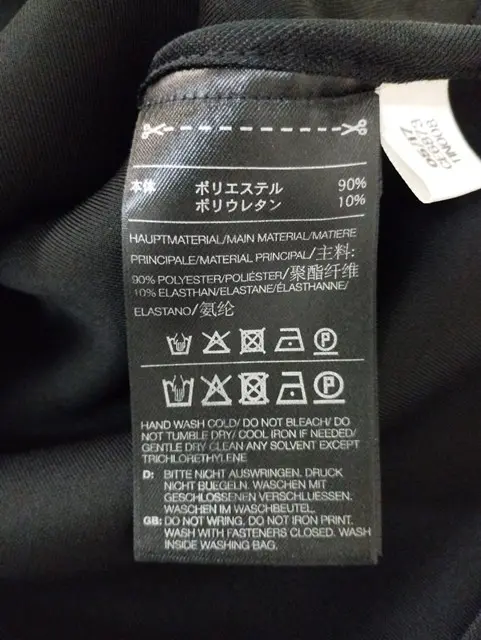 本体 ポリエステル 90%
ポリウレタン 10%
HAUPTMATERIAL/MAIN MATERIAL/MATIERE
PRINCIPALE/MATERIAL PRINCIPAL/主料:
90% POLYESTER/POLIÉSTER/聚酯纤维
10% ELASTHAN/ELASTANE/ÉLASTHANNE/
ELASTANO/氨纶
P
P
HAND WASH COLD/ DO NOT BLEACH/ DO
NOT TUMBLE DRY/ COOL IRON IF NEEDED/
GENTLE DRY CLEAN ANY SOLVENT EXCEPT
TRICHLORETHYLENE
D: BITTE NICHT AUSWRINGEN. DRUCK
NICHT BUEGELN. WASCHEN MIT
GESCHLOSSENEN VERSCHLUESSEN.
WASCHEN IM WASCHBEUTEL.
GB: DO NOT WRING. DO NOT IRON PRINT.
WASH WITH FASTENERS CLOSED. WASH
INSIDE WASHING BAG.